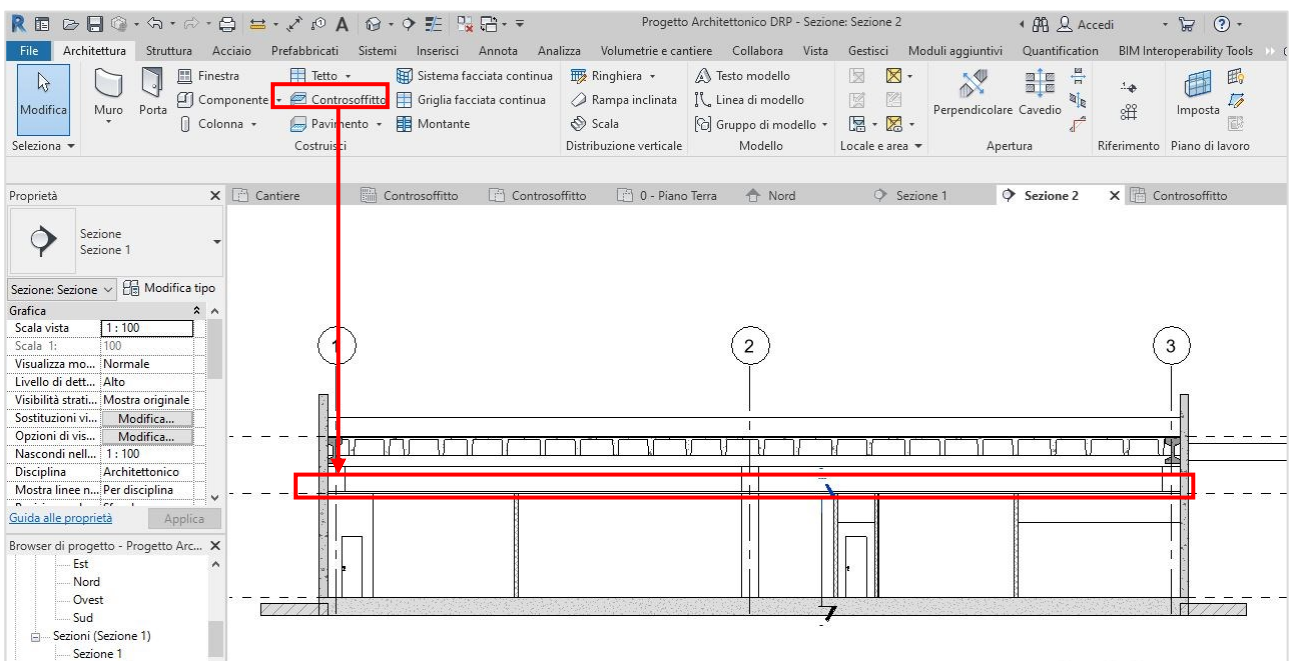 Progetto Architettonico DRP - Sezione: Sezione 2
Accedi
File Architettura Struttura Acciaio Prefabbricati Sistemi Inserisci Annota Analizza Volumetrie e cantiere Collabora Vista Gestisci Moduli aggiuntivi Quantification BIM Interoperability Tools
Finestra Tetto Sistema facciata continua Ringhiera Testo modello
Modifica Muro Porta Componente Controsoffitto Griglia facciata continua Rampa inclinata Linea di modello Perpendicolare Cavedio Imposta
Colonna Pavimento Montante Scala Gruppo di modello
Seleziona Costruisci Distribuzione verticale Modello Locale e area Apertura Riferimento Piano di lavoro
Proprietà X Cantiere Controsoffitto Controsoffitto 0 - Piano Terra Nord Sezione 1 Sezione 2 X Controsoffitto
Sezione
Sezione 1
Sezione: Sezione Modifica tipo
Grafica
Scala vista 1 : 100
Scala 1: 100
Visualizza mo... Normale
Livello di dett... Alto
Visibilità strati... Mostra originale
Sostituzioni vi... Modifica...
Opzioni di vis... Modifica...
Nascondi nell... 1 : 100
Disciplina Architettonico
Mostra linee n... Per disciplina
Guida alle proprietà Applica
Browser di progetto - Progetto Arc... X
Est
Nord
Ovest
Sud
Sezioni (Sezione 1)
Sezione 1
1 2 3